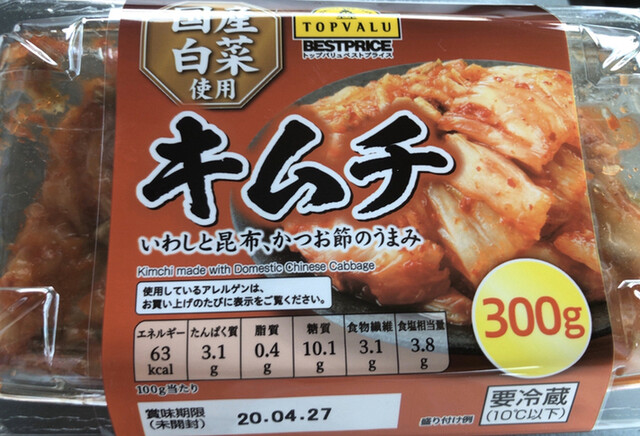 国産
白菜
使用
TOPVALU
BESTPRICE
トップバリュベストプライス
キムチ
いわしと昆布、かつお節のうまみ
Kimchi made with Domestic Chinese Cabbage
使用しているアレルゲンは、
お買い上げのたびに表示をご覧ください。
300g
エネルギー たんぱく質 脂質 糖質 食物繊維 食塩相当量
63 3.1 0.4 10.1 3.1 3.8
kcal g g g g g
100g当たり
賞味期限
(未開封)
20.04.27
盛り付け例
要冷蔵
(10℃以下)